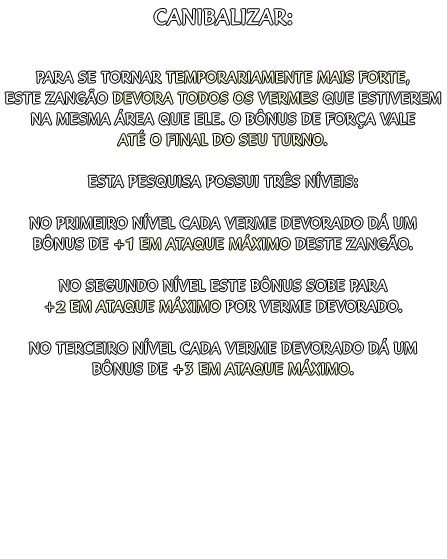 CANIBALIZAR:
PARA SE TORNAR TEMPORARIAMENTE MAIS FORTE,
ESTE ZANGÃO DEVORA TODOS OS VERMES QUE ESTIVEREM
NA MESMA ÁREA QUE ELE. O BÔNUS DE FORÇA VALE
ATÉ O FINAL DO SEU TURNO.
ESTA PESQUISA POSSUI TRÊS NÍVEIS:
NO PRIMEIRO NÍVEL CADA VERME DEVORADO DÁ UM
BÔNUS DE +1 EM ATAQUE MÁXIMO DESTE ZANGÃO.
NO SEGUNDO NÍVEL ESTE BÔNUS SOBE PARA
+2 EM ATAQUE MÁXIMO POR VERME DEVORADO.
NO TERCEIRO NÍVEL CADA VERME DEVORADO DÁ UM
BÔNUS DE +3 EM ATAQUE MÁXIMO.